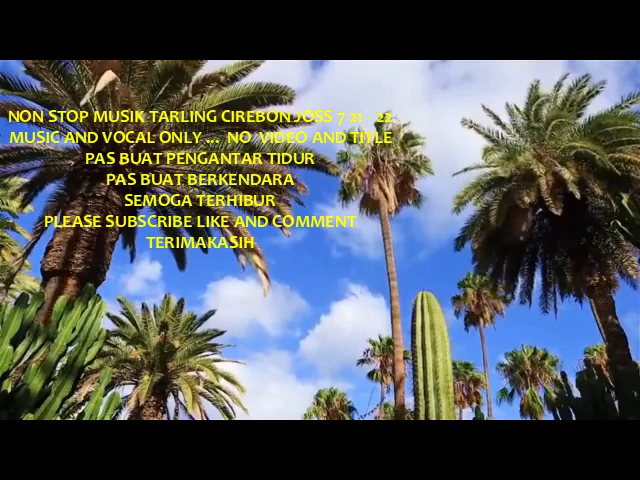 NON STOP MUSIK TARLING CIREBON JOSS 7 21 - 22
MUSIC AND VOCAL ONLY ... NO VIDEO AND TITLE
PAS BUAT PENGANTAR TIDUR
PAS BUAT BERKENDARA
SEMOGA TERHIBUR
PLEASE SUBSCRIBE LIKE AND COMMENT
TERIMAKASIH